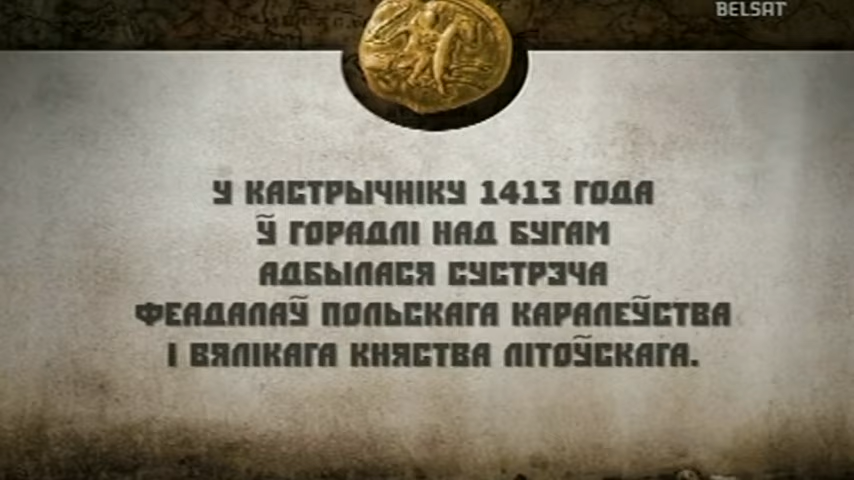 BELSAT
У КАСТРЫЧНІКУ 1413 ГОДА
Ў ГОРАДЛІ НАД БУГАМ
АДБЫЛАСЯ СУСТРЭЧА
ФЕАДАЛАЎ ПОЛЬСКАГА КАРАЛЕЎСТВА
І ВЯЛІКАГА КНЯСТВА ЛІТОЎСКАГА.